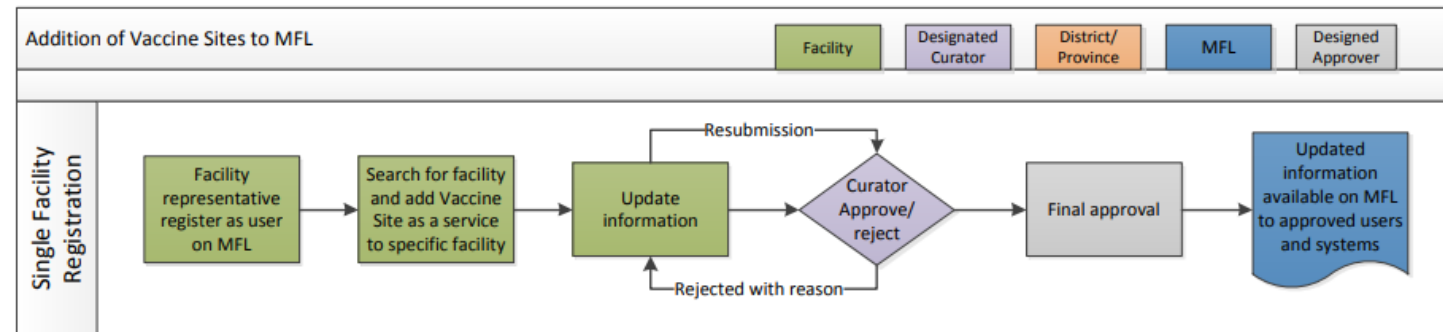 Addition of Vaccine Sites to MFL
Facility
Designated
Curator
District/
Province
MFL
Designed
Approver
Single Facility
Registration
Facility
representative
register as user
on MFL
Search for facility
and add Vaccine
Site as a service
to specific facility
Resubmission
Update
information
Rejected with reason
Curator
Approve/
reject
Final approval
Updated
information
available on MFL
to approved users
and systems